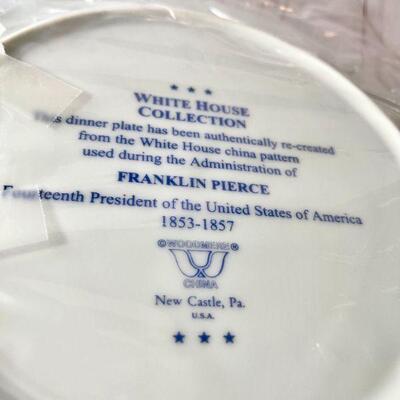 ★ ★ ★
WHITE HOUSE
COLLECTION
This dinner plate has been authentically re-created
from the White House china pattern
used during the Administration of
FRANKLIN PIERCE
Fourteenth President of the United States of America
1853-1857
© WOODMERE ®
CHINA
New Castle, Pa.
U.S.A.
★ ★ ★